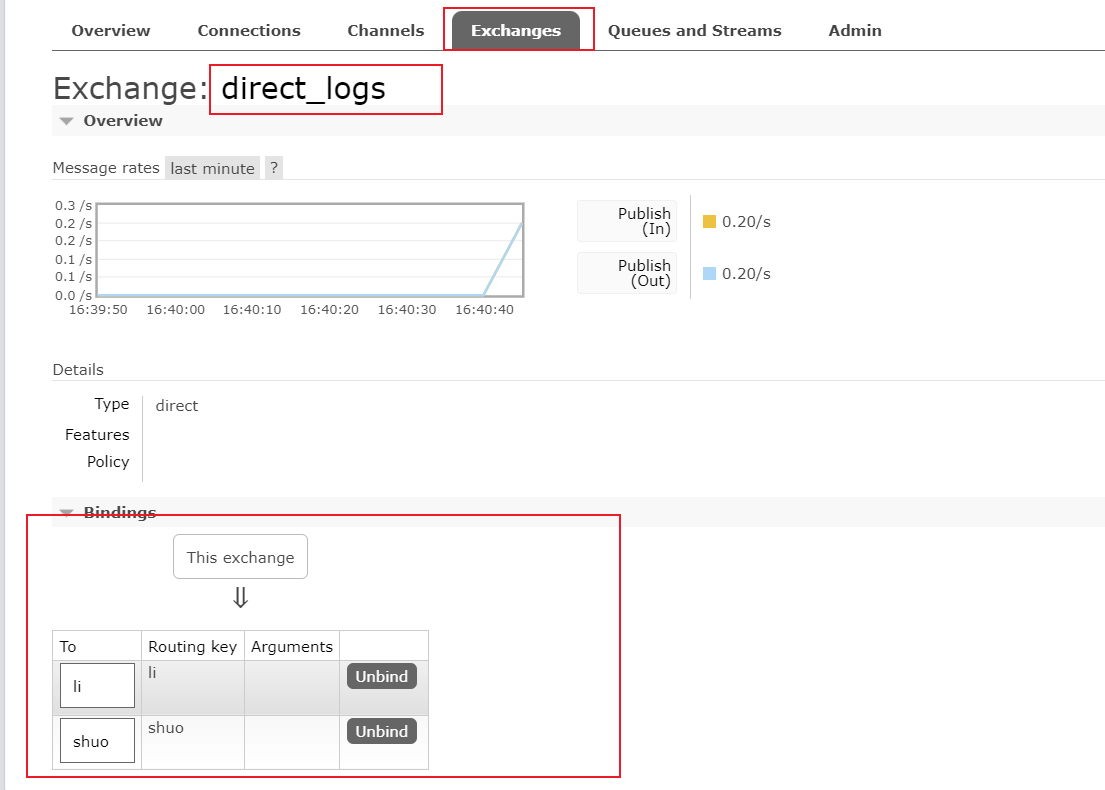 Overview Connections Channels Exchanges Queues and Streams Admin
Exchange: direct_logs
Overview
Message rates last minute ?
0.3 /s
0.2 /s
0.2 /s
0.1 /s
0.1 /s
0.0 /s
16:39:50 16:40:00 16:40:10 16:40:20 16:40:30 16:40:40
Publish
(In)
0.20/s
Publish
(Out)
0.20/s
Details
Type direct
Features
Policy
Bindings
This exchange
⇓
To Routing key Arguments
li li Unbind
shuo shuo Unbind